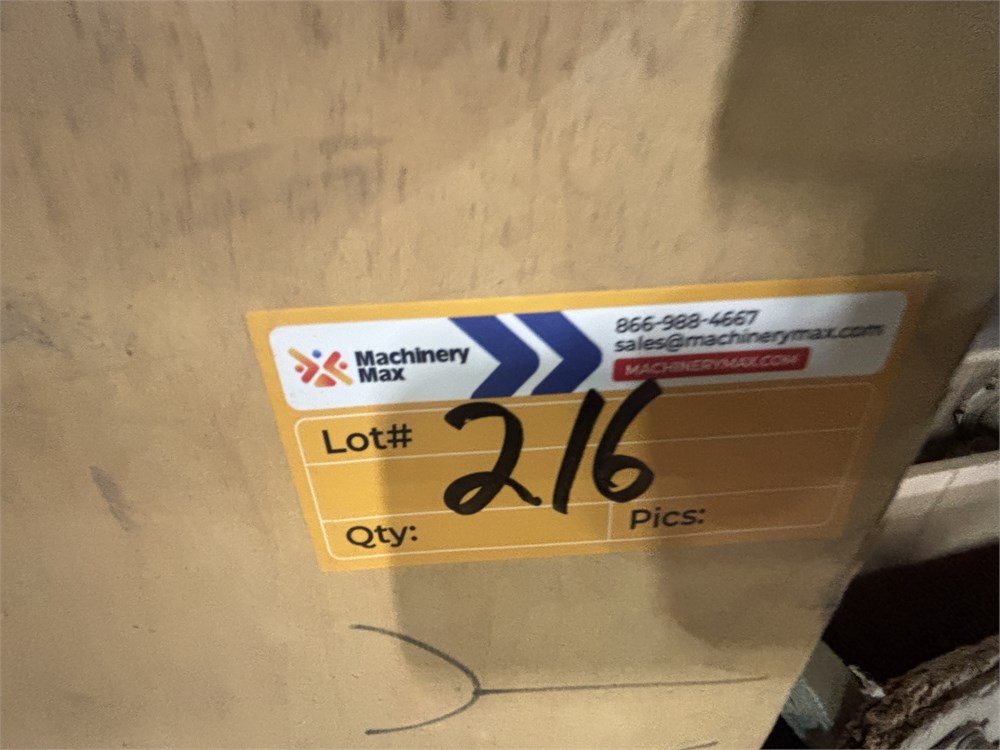 Machinery
Max
866-988-4667
sales@machinerymax.com
MACHINERYMAX.COM
Lot# 216
Qty:
Pics: